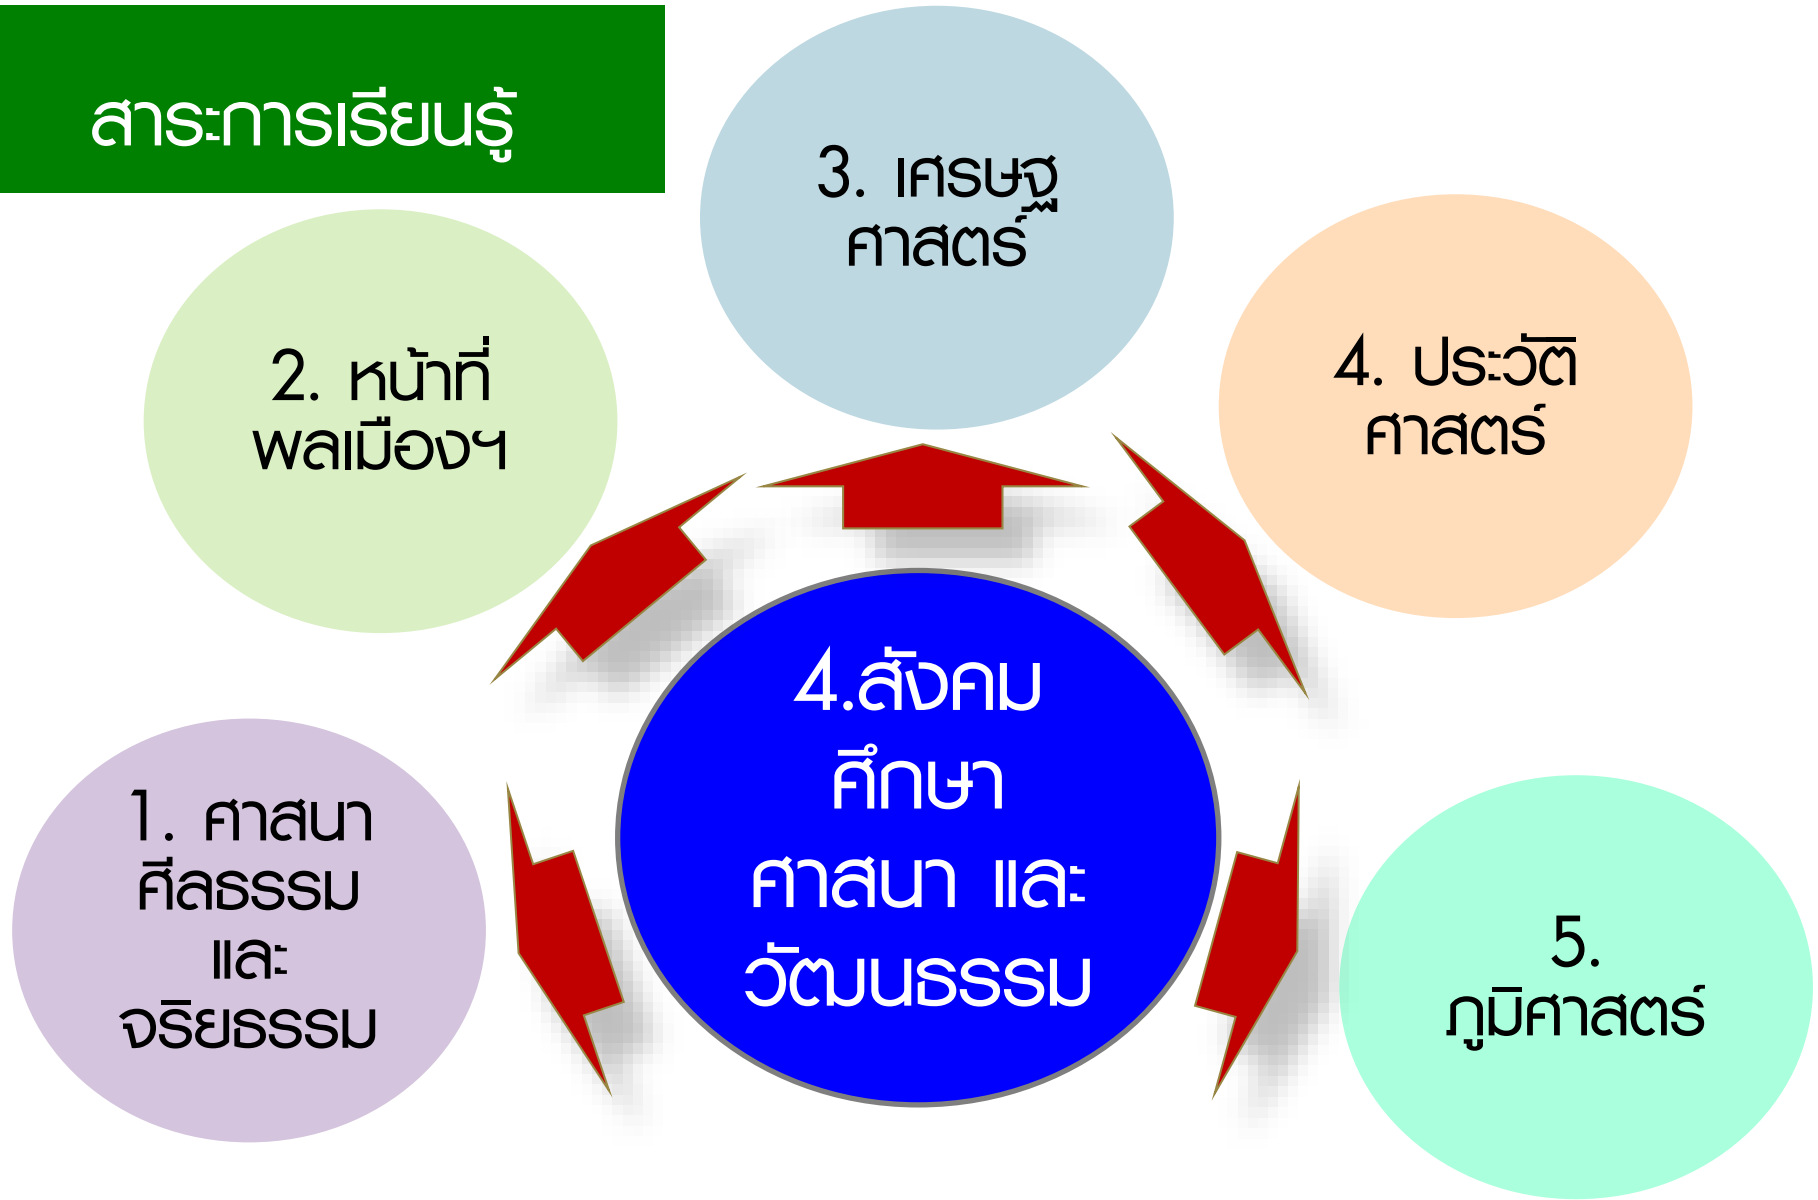 สาระการเรียนรู้
3. เศรษฐ
ศาสตร์
2. หน้าที่
พลเมืองฯ
4. ประวัติ
ศาสตร์
4.สังคม
ศึกษา
ศาสนา และ
วัฒนธรรม
1. ศาสนา
ศีลธรรม
และ
จริยธรรม
5.
ภูมิศาสตร์